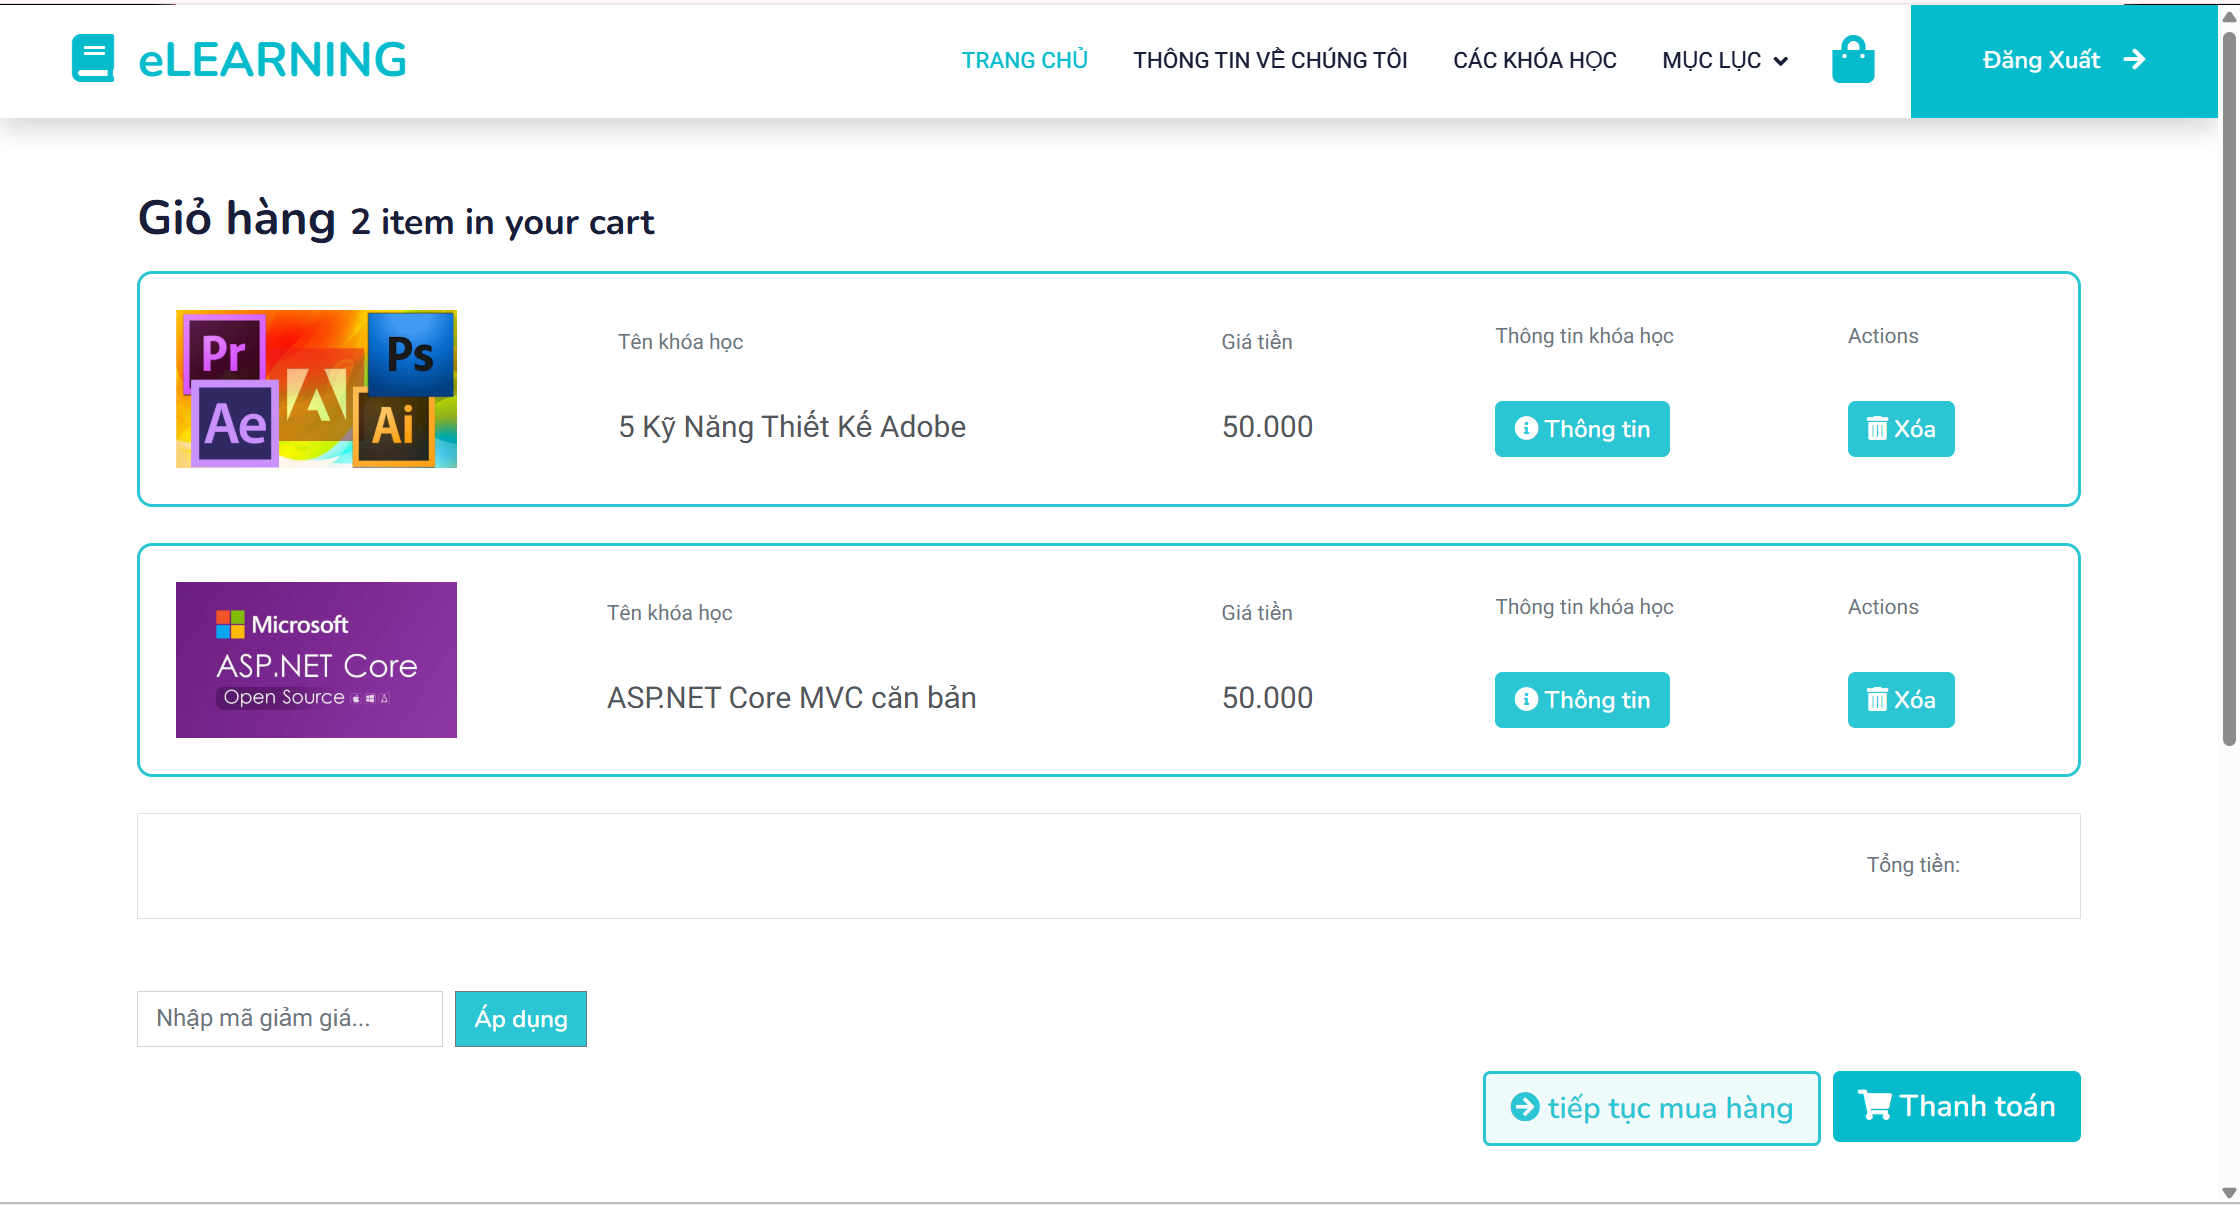 eLEARNING
TRANG CHỦ THÔNG TIN VỀ CHÚNG TÔI CÁC KHÓA HỌC MỤC LỤC Đăng Xuất
Giỏ hàng 2 item in your cart
Pr Ps Ae Ai
Tên khóa học Giá tiền Thông tin khóa học Actions
5 Kỹ Năng Thiết Kế Adobe 50.000 Thông tin Xóa
Microsoft
ASP.NET Core
Open Source
Tên khóa học Giá tiền Thông tin khóa học Actions
ASP.NET Core MVC căn bản 50.000 Thông tin Xóa
Tổng tiền:
Nhập mã giảm giá... Áp dụng
tiếp tục mua hàng Thanh toán